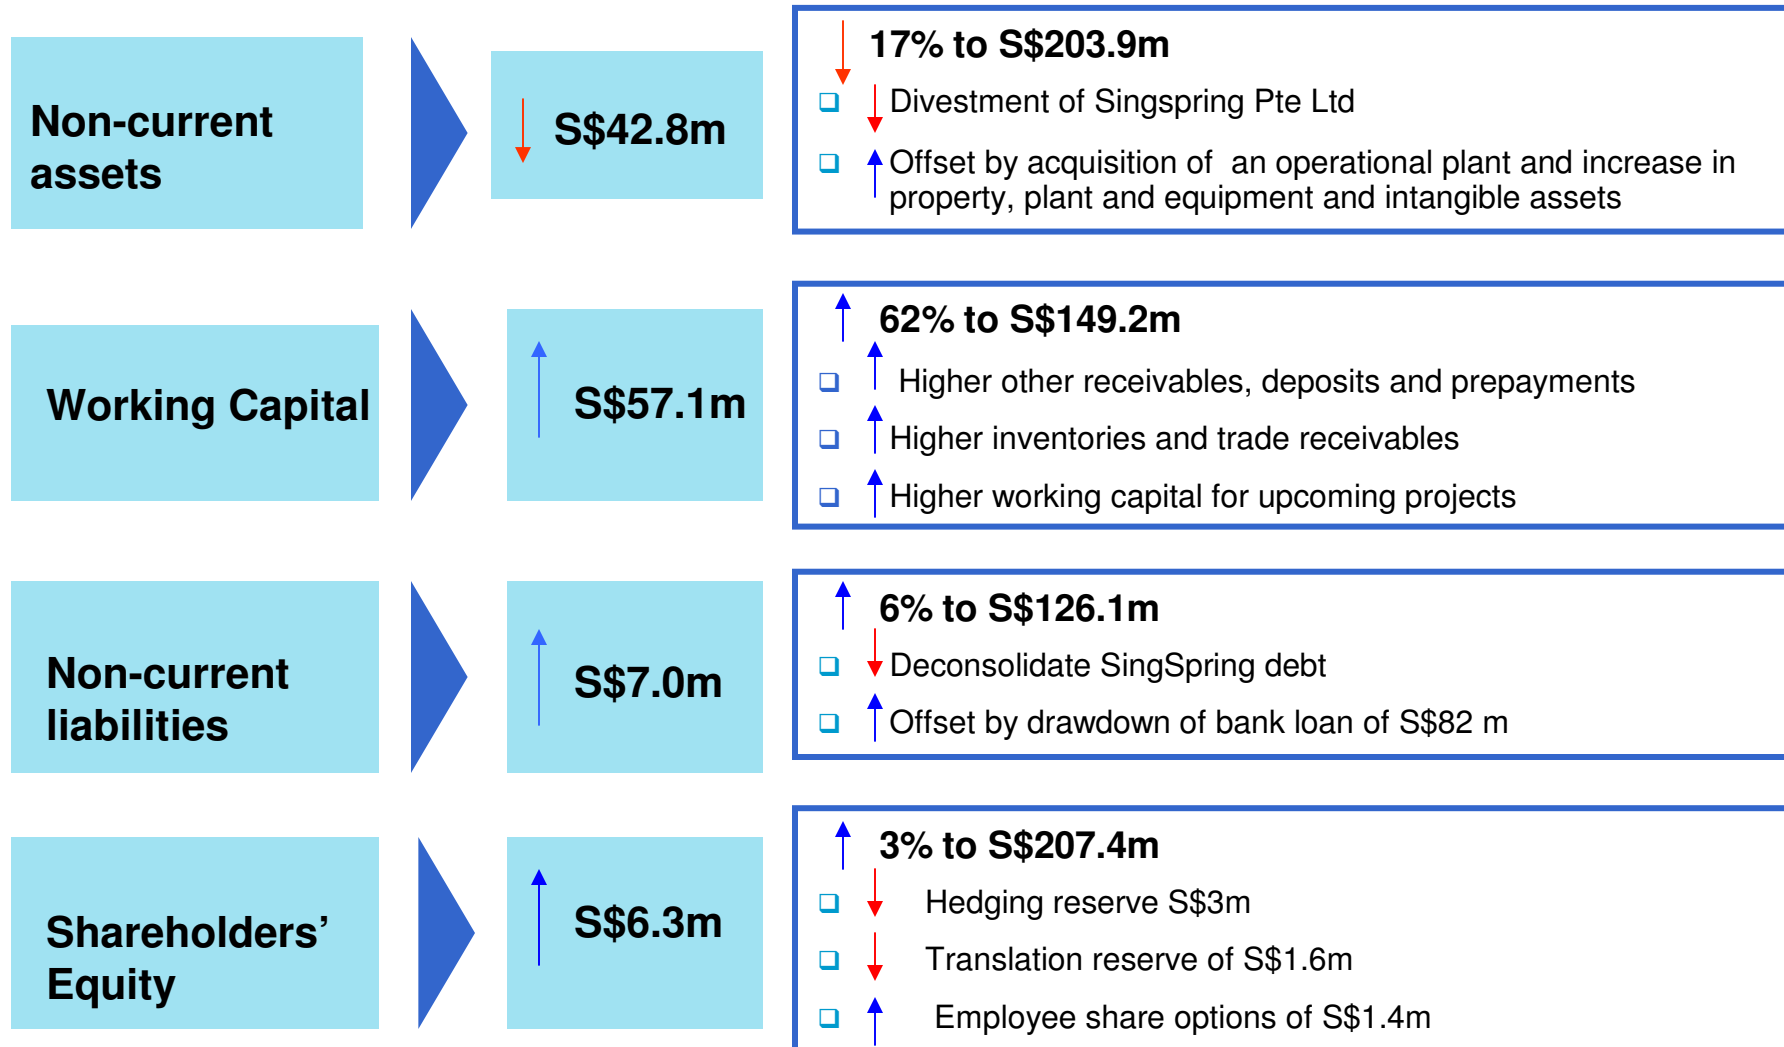 Non-current
assets
S$42.8m
17% to S$203.9m
Divestment of Singspring Pte Ltd
Offset by acquisition of an operational plant and increase in
property, plant and equipment and intangible assets
Working Capital
S$57.1m
62% to S$149.2m
Higher other receivables, deposits and prepayments
Higher inventories and trade receivables
Higher working capital for upcoming projects
Non-current
liabilities
S$7.0m
6% to S$126.1m
Deconsolidate SingSpring debt
Offset by drawdown of bank loan of S$82 m
Shareholders’
Equity
S$6.3m
3% to S$207.4m
Hedging reserve S$3m
Translation reserve of S$1.6m
Employee share options of S$1.4m